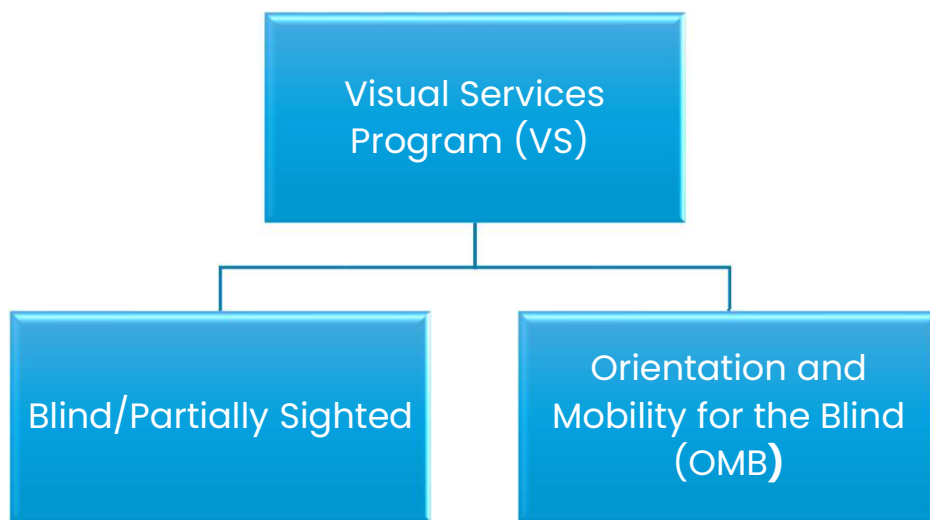 Visual Services
Program (VS)
Blind/Partially Sighted
Orientation and
Mobility for the Blind
(OMB)